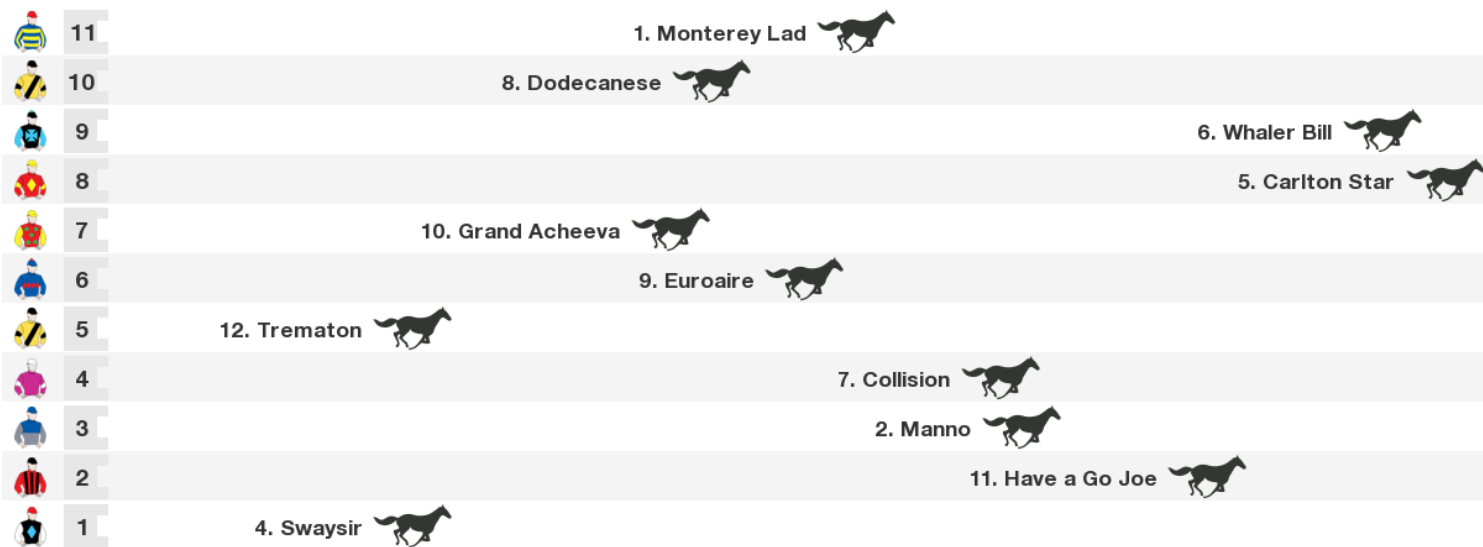 11 1. Monterey Lad
10 8. Dodecanese
9 6. Whaler Bill
8 5. Carlton Star
7 10. Grand Acheeva
6 9. Euroaire
5 12. Trematon
4 7. Collision
3 2. Manno
2 11. Have a Go Joe
1 4. Swaysir